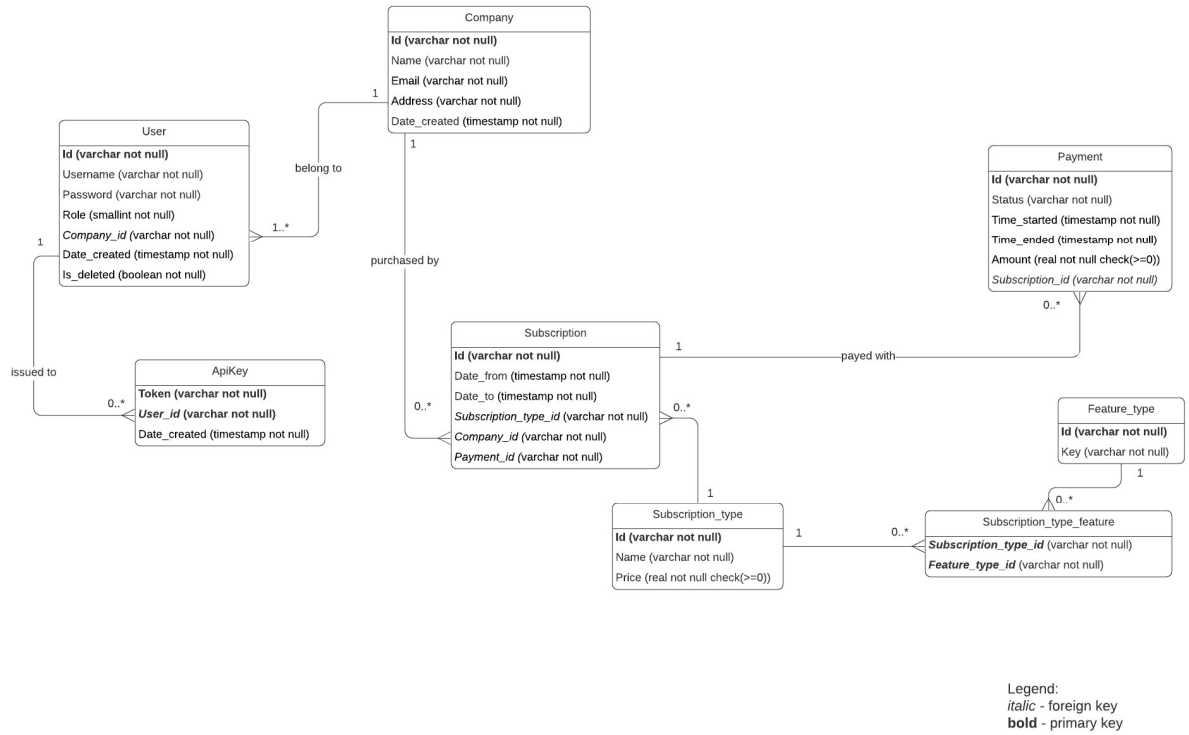 Company
Id (varchar not null)
Name (varchar not null)
Email (varchar not null)
Address (varchar not null)
Date_created (timestamp not null)
1
1
belong to
1..*
User
Id (varchar not null)
Username (varchar not null)
Password (varchar not null)
Role (smallint not null)
Company_id (varchar not null)
Date_created (timestamp not null)
Is_deleted (boolean not null)
1
issued to
0..*
ApiKey
Token (varchar not null)
User_id (varchar not null)
Date_created (timestamp not null)
purchased by
0..*
Subscription
Id (varchar not null)
Date_from (timestamp not null)
Date_to (timestamp not null)
Subscription_type_id (varchar not null)
Company_id (varchar not null)
Payment_id (varchar not null)
1
payed with
0..*
Payment
Id (varchar not null)
Status (varchar not null)
Time_started (timestamp not null)
Time_ended (timestamp not null)
Amount (real not null check(>=0))
Subscription_id (varchar not null)
0..*
1
Subscription_type
Id (varchar not null)
Name (varchar not null)
Price (real not null check(>=0))
1
0..*
Feature_type
Id (varchar not null)
Key (varchar not null)
1
0..*
Subscription_type_feature
Subscription_type_id (varchar not null)
Feature_type_id (varchar not null)
Legend:
italic - foreign key
bold - primary key